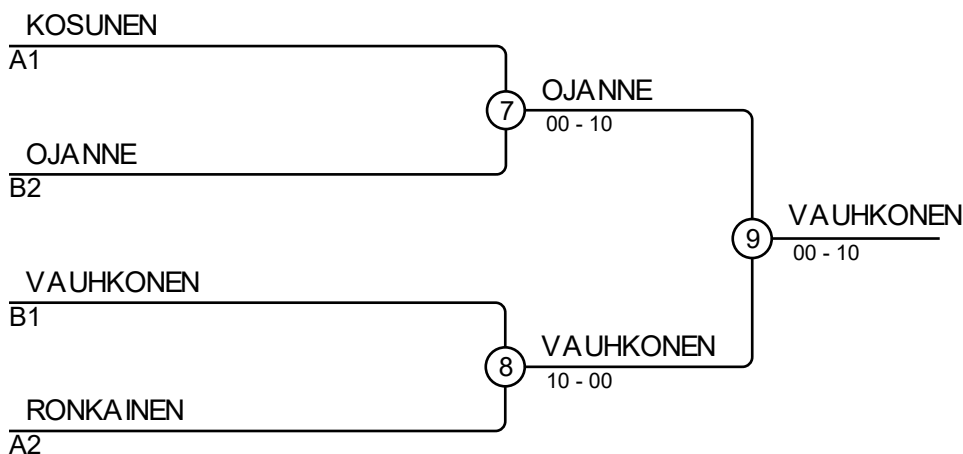 KOSUNEN
A1
7
OJANNE
00 - 10
OJANNE
B2
9
VAUHKONEN
00 - 10
VAUHKONEN
B1
8
VAUHKONEN
10 - 00
RONKAINEN
A2